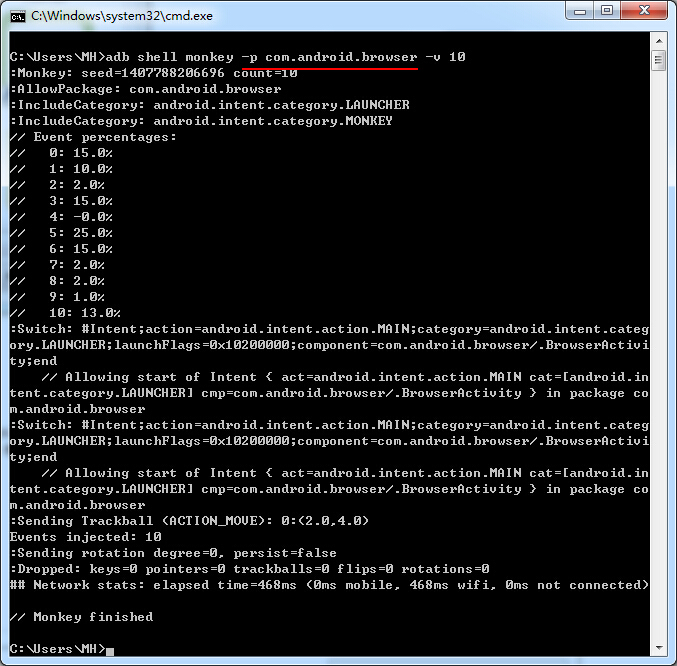 C:\Windows\system32\cmd.exe
C:\Users\MH>adb shell monkey -p com.android.browser -v 10
:Monkey: seed=1407788206696 count=10
:AllowPackage: com.android.browser
:IncludeCategory: android.intent.category.LAUNCHER
:IncludeCategory: android.intent.category.MONKEY
// Event percentages:
//   0: 15.0%
//   1: 10.0%
//   2: 2.0%
//   3: 15.0%
//   4: -0.0%
//   5: 25.0%
//   6: 15.0%
//   7: 2.0%
//   8: 2.0%
//   9: 1.0%
//   10: 13.0%
:Switch: #Intent;action=android.intent.action.MAIN;category=android.intent.categ
ory.LAUNCHER;launchFlags=0x10200000;component=com.android.browser/.BrowserActivi
ty;end
    // Allowing start of Intent { act=android.intent.action.MAIN cat=[android.in
tent.category.LAUNCHER] cmp=com.android.browser/.BrowserActivity } in package co
m.android.browser
:Switch: #Intent;action=android.intent.action.MAIN;category=android.intent.categ
ory.LAUNCHER;launchFlags=0x10200000;component=com.android.browser/.BrowserActivi
ty;end
    // Allowing start of Intent { act=android.intent.action.MAIN cat=[android.in
tent.category.LAUNCHER] cmp=com.android.browser/.BrowserActivity } in package co
m.android.browser
:Sending Trackball (ACTION_MOVE): 0:(2.0,4.0)
Events injected: 10
:Sending rotation degree=0, persist=false
:Dropped: keys=0 pointers=0 trackballs=0 flips=0 rotations=0
## Network stats: elapsed time=468ms (0ms mobile, 468ms wifi, 0ms not connected)
// Monkey finished
C:\Users\MH>